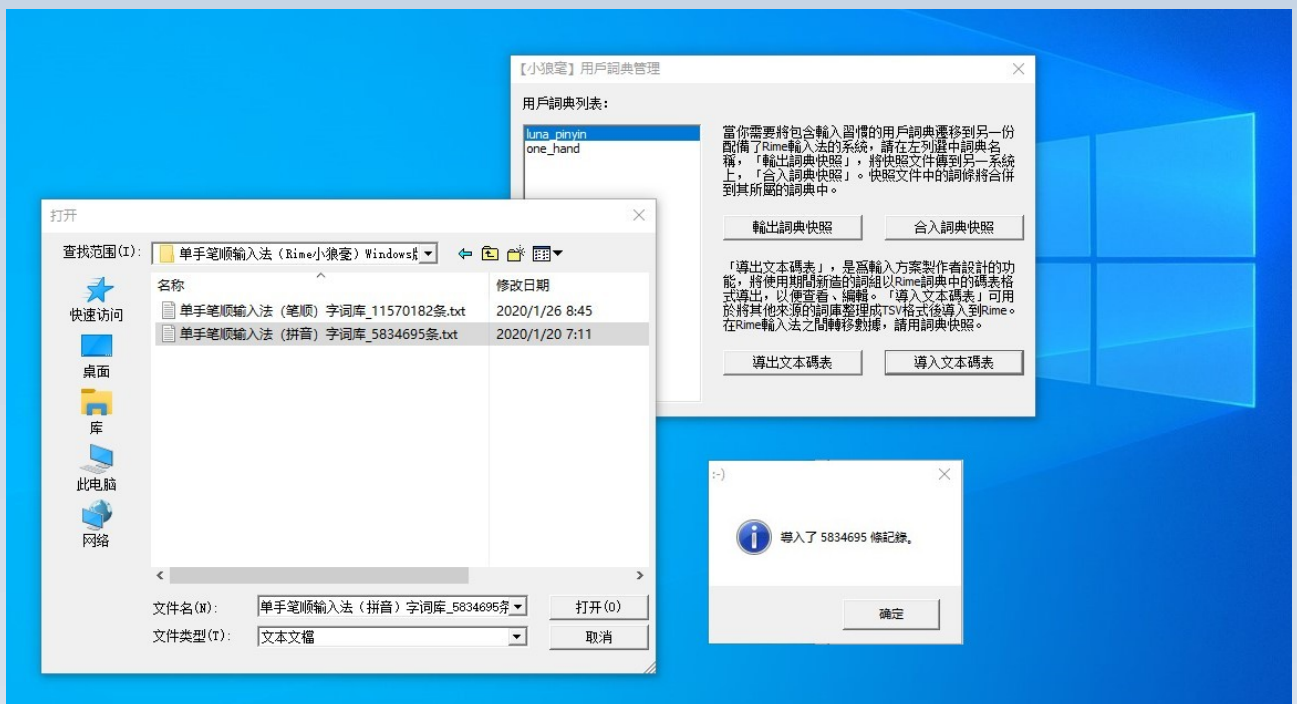 【小狼毫】用戶詞典管理
用戶詞典列表：
luna_pinyin
one_hand
當你需要將包含輸入習慣的用戶詞典遷移到另一份
配備了Rime輸入法的系統，請在左列選中詞典名
稱，「輸出詞典快照」，將快照文件傳到另一系統
上，「合入詞典快照」。快照文件中的詞條將合併
到其所屬的詞典中。
輸出詞典快照
合入詞典快照
「導出文本碼表」，是爲輸入方案製作者設計的功
能，將使用期間新造的詞組以Rime詞典中的碼表格
式導出，以便查看、編輯。「導入文本碼表」可用
於將其他來源的詞庫整理成TSV格式後導入到Rime。
在Rime輸入法之間轉移數據，請用詞典快照。
導出文本碼表
導入文本碼表
打开
查找范围(I):
单手笔顺输入法（Rime小狼毫）Windows
名称
修改日期
单手笔顺输入法（笔顺）字词库_11570182条.txt
2020/1/26 8:45
单手笔顺输入法（拼音）字词库_5834695条.txt
2020/1/20 7:11
快速访问
桌面
库
此电脑
网络
文件名(N):
单手笔顺输入法（拼音）字词库_5834695条
打开(O)
文件类型(T):
文本文檔
取消
:-)
導入了 5834695 條記錄。
确定